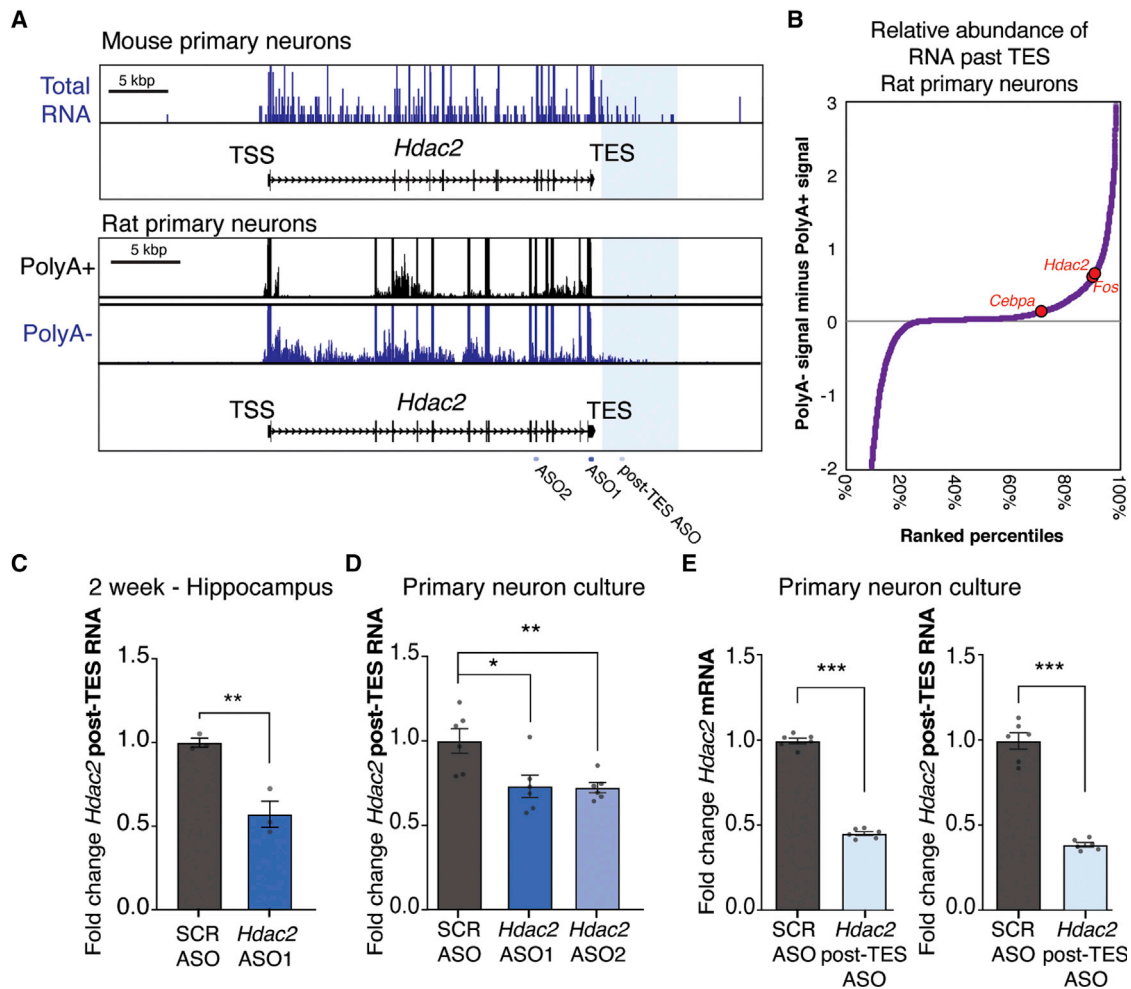 A
Mouse primary neurons
Total
RNA
5 kbp
Hdac2
TSS
TES
Rat primary neurons
PolyA+
5 kbp
PolyA-
Hdac2
TSS
TES
ASO2
ASO1
post-TES ASO
B
Relative abundance of
RNA past TES
Rat primary neurons
PolyA- signal minus PolyA+ signal
3
2
1
0
-1
-2
Hdac2
Fos
Cebpa
0%
20%
40%
60%
80%
100%
Ranked percentiles
C
2 week - Hippocampus
Fold change Hdac2 post-TES RNA
1.5
1.0
0.5
0.0
**
SCR
ASO
Hdac2
ASO1
D
Primary neuron culture
Fold change Hdac2 post-TES RNA
1.5
1.0
0.5
0.0
**
*
SCR
ASO
Hdac2
ASO1
Hdac2
ASO2
E
Primary neuron culture
Fold change Hdac2 mRNA
1.5
1.0
0.5
0.0
***
SCR
ASO
Hdac2
post-TES
ASO
Fold change Hdac2 post-TES RNA
1.5
1.0
0.5
0.0
***
SCR
ASO
Hdac2
post-TES
ASO